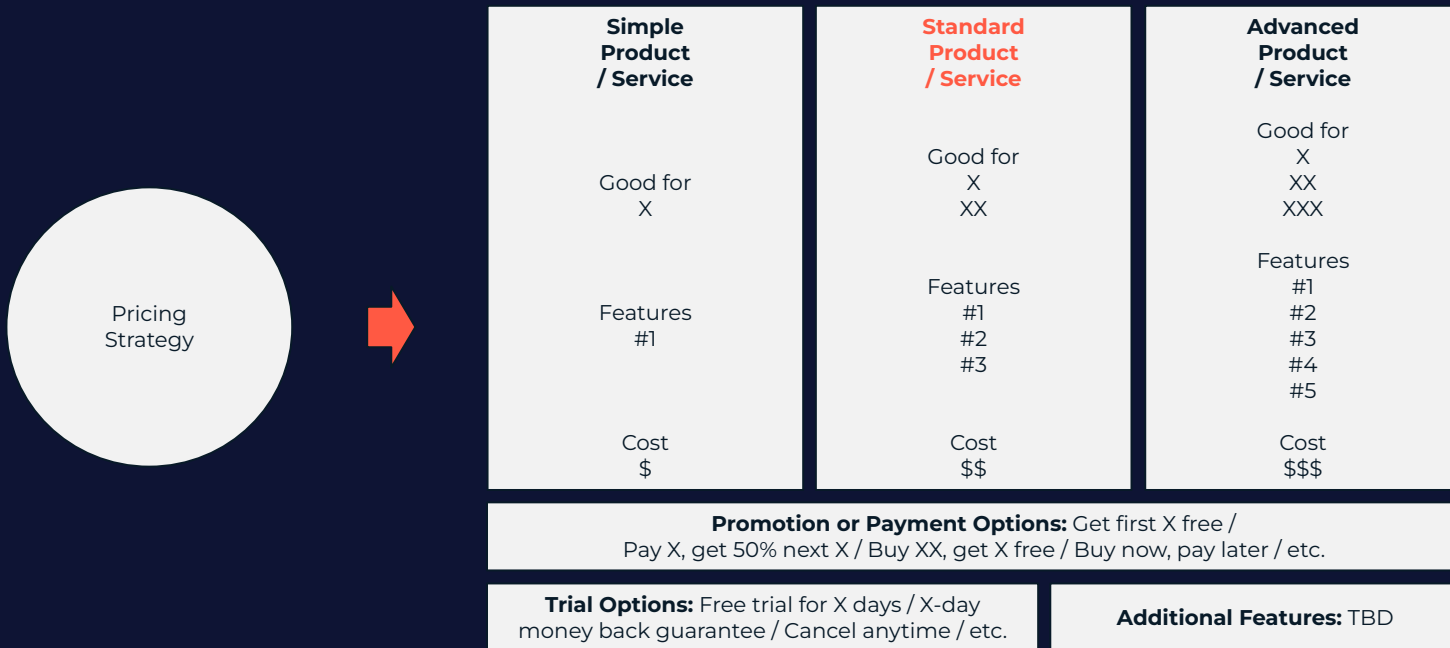 Pricing
Strategy
Simple
Product
/ Service
Good for
X
Features
#1
Cost
$
Standard
Product
/ Service
Good for
X
XX
Features
#1
#2
#3
Cost
$$
Advanced
Product
/ Service
Good for
X
XX
XXX
Features
#1
#2
#3
#4
#5
Cost
$$$
Promotion or Payment Options: Get first X free /
Pay X, get 50% next X / Buy XX, get X free / Buy now, pay later / etc.
Trial Options: Free trial for X days / X-day
money back guarantee / Cancel anytime / etc.
Additional Features: TBD